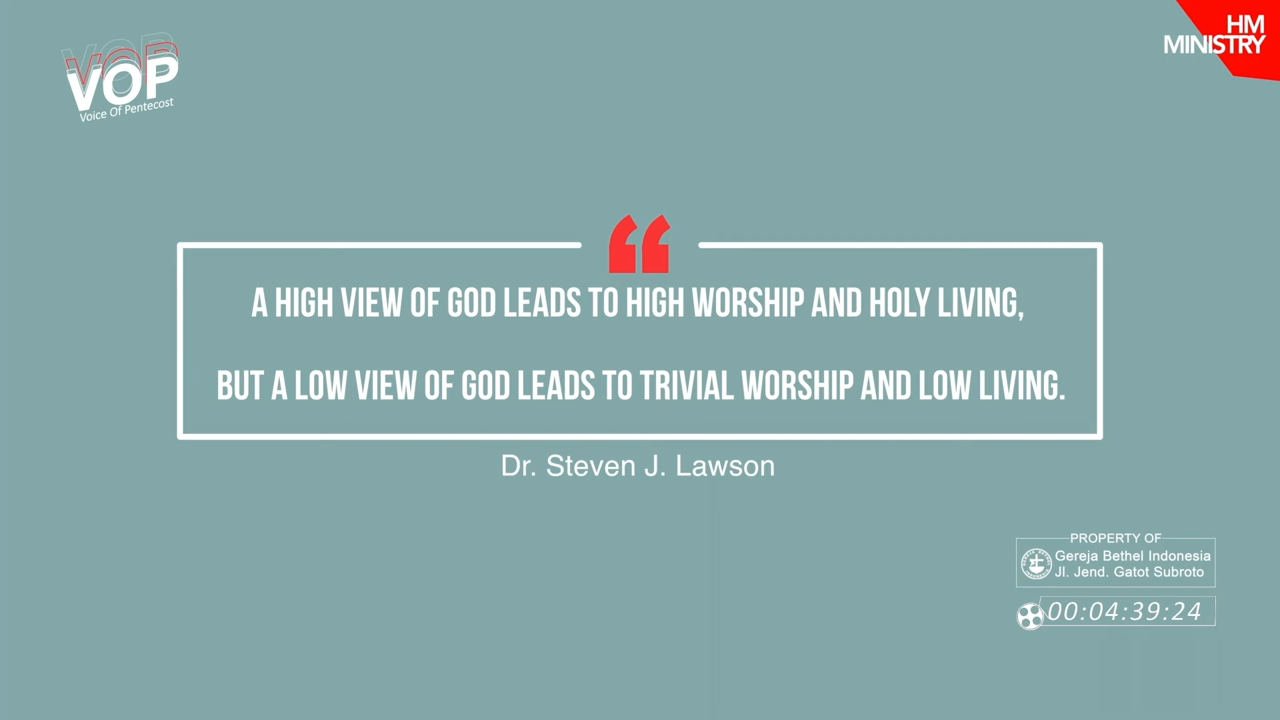 VOP
Voice Of Pentecost
HM
MINISTRY
A HIGH VIEW OF GOD LEADS TO HIGH WORSHIP AND HOLY LIVING,
BUT A LOW VIEW OF GOD LEADS TO TRIVIAL WORSHIP AND LOW LIVING.
Dr. Steven J. Lawson
PROPERTY OF
Gereja Bethel Indonesia
Jl. Jend. Gatot Subroto
00:04:39:24